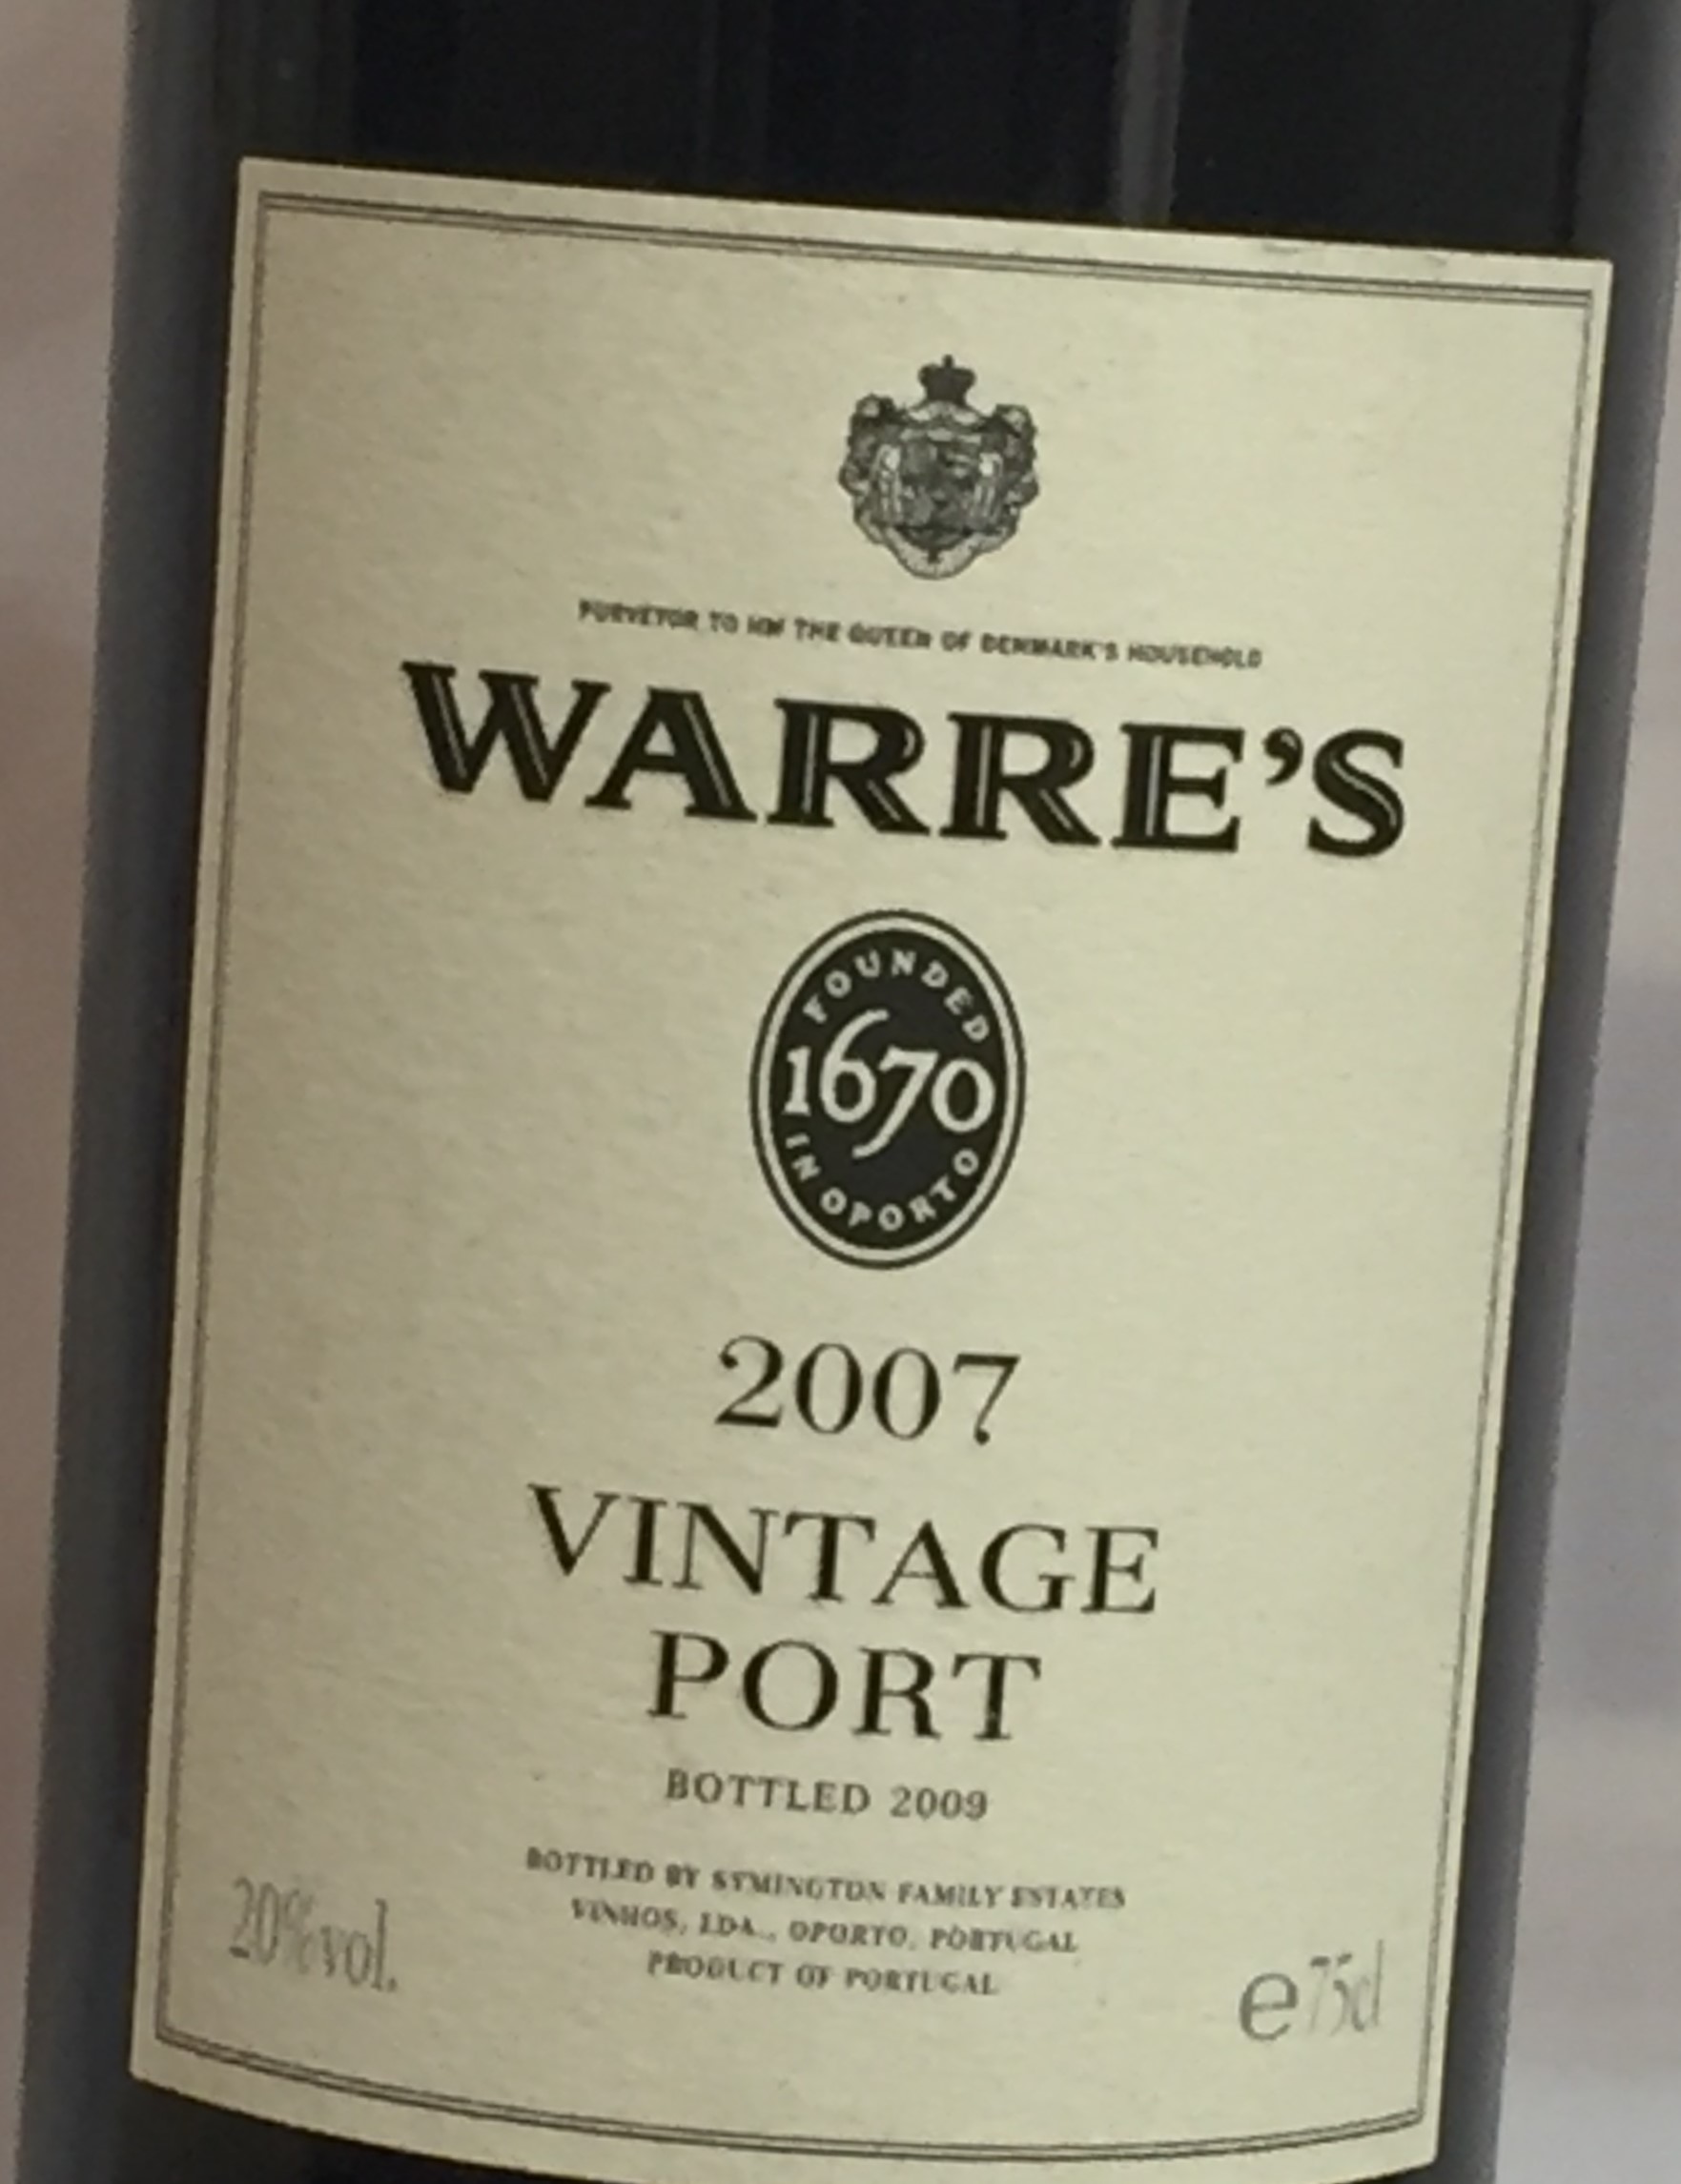 PURVEYOR TO HM THE QUEEN OF DENMARK'S HOUSEHOLD
WARRE'S
FOUNDED
1670
IN OPORTO
2007
VINTAGE
PORT
BOTTLED 2009
BOTTLED BY SYMINGTON FAMILY ESTATES
VINHOS, LDA., OPORTO, PORTUGAL
PRODUCT OF PORTUGAL
20%vol.
e75cl